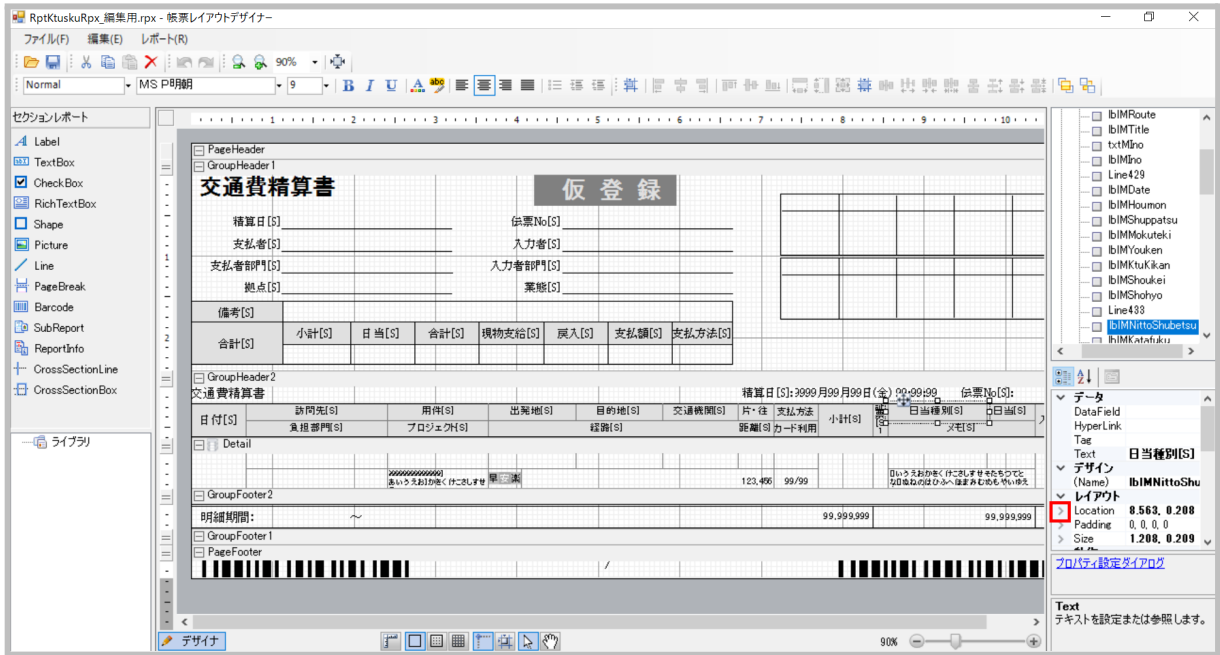 RptKtuskuRpx_編集用.rpx - 帳票レイアウトデザイナー
ファイル(F) 編集(E) レポート(R)
90%
Normal MS P明朝 9 B I U A abc
セクションレポート
Label
TextBox
CheckBox
RichTextBox
Shape
Picture
Line
PageBreak
Barcode
SubReport
ReportInfo
CrossSectionLine
CrossSectionBox
ライブラリ
1 2 3 4 5 6 7 8 9 10
PageHeader
GroupHeader1
交通費精算書 仮登録
精算日[S] 伝票No[S]
支払者[S] 入力者[S]
支払者部門[S] 入力者部門[S]
拠点[S] 業態[S]
備考[S]
合計[S] 小計[S] 日当[S] 合計[S] 現物支給[S] 戻入[S] 支払額[S] 支払方法[S]
GroupHeader2
交通費精算書 精算日[S]:9999月99月99日(金) 99:99:99 伝票No[S]:
日付[S] 訪問先[S] 用件[S] 出発地[S] 目的地[S] 交通機関[S] 片・往 支払方法 小計[S] 日当種別[S] 日当[S]
負担部門[S] プロジェクト[S] 経路[S] 距離[S] カード利用 メモ[S]
Detail
123,456 99/99
GroupFooter2
明細期間: ～ 99,999,999 99,999,999
GroupFooter1
PageFooter
/
デザイナ
90%
lblMRoute
lblMTitle
txtMIno
lblMIno
Line429
lblMDate
lblMHoumon
lblMShuppatsu
lblMMokuteki
lblMYouken
lblMKtuKikan
lblMShoukei
lblMShohyo
Line433
lblMNittoShubetsu
lblMKatafuku
データ
DataField
HyperLink
Tag
Text 日当種別[S]
デザイン
(Name) lblMNittoShu
レイアウト
Location 8.563, 0.208
Padding 0, 0, 0, 0
Size 1.208, 0.209
プロパティ設定ダイアログ
Text
テキストを設定または参照します。